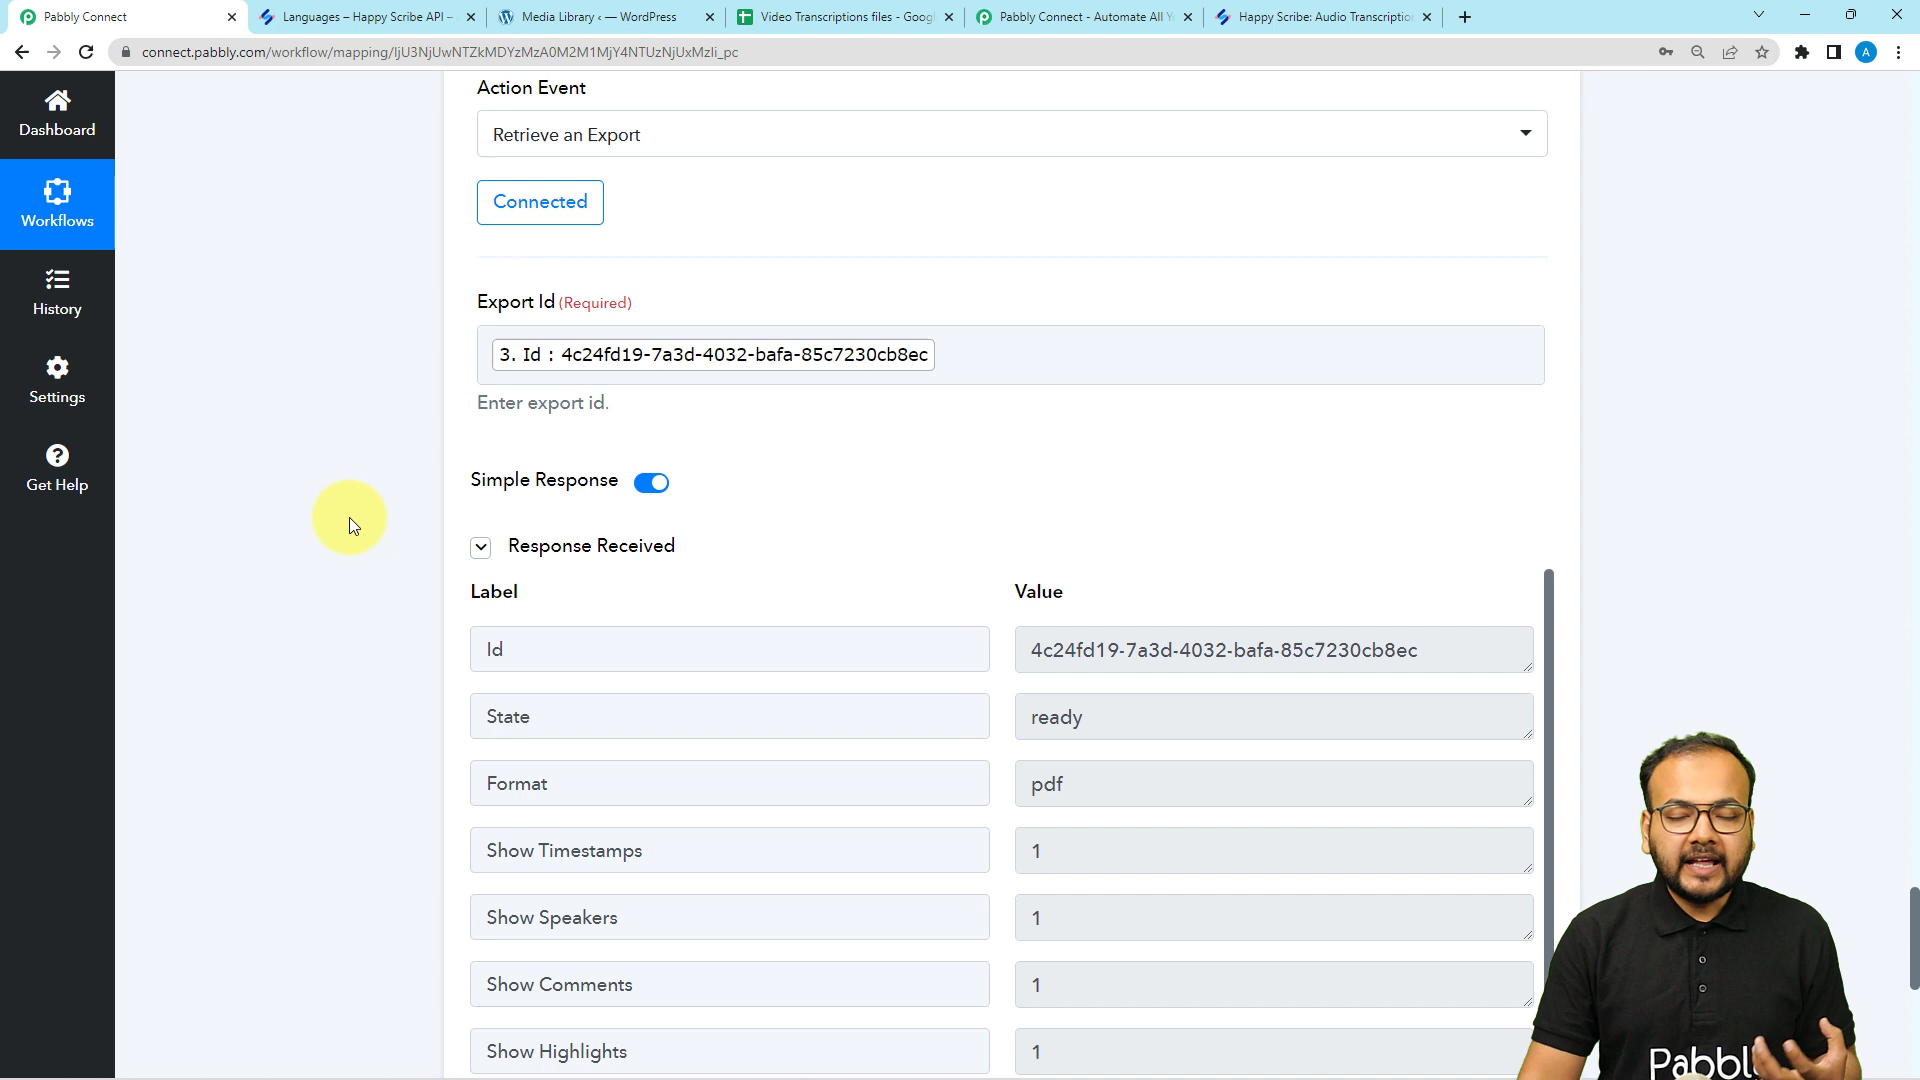 Pabbly Connect
Languages – Happy Scribe API –
Media Library ‹ — WordPress
Video Transcriptions files - Googl
Pabbly Connect - Automate All Y
Happy Scribe: Audio Transcriptio
connect.pabbly.com/workflow/mapping/IjU3NjUwNTZkMDYzMzA0M2M1MjY4NTUzNjUxMzIi_pc
A
Dashboard
Workflows
History
Settings
Get Help
Action Event
Retrieve an Export
Connected
Export Id (Required)
3. Id : 4c24fd19-7a3d-4032-bafa-85c7230cb8ec
Enter export id.
Simple Response
Response Received
Label Value
Id 4c24fd19-7a3d-4032-bafa-85c7230cb8ec
State ready
Format pdf
Show Timestamps 1
Show Speakers 1
Show Comments 1
Show Highlights 1
Pabbl